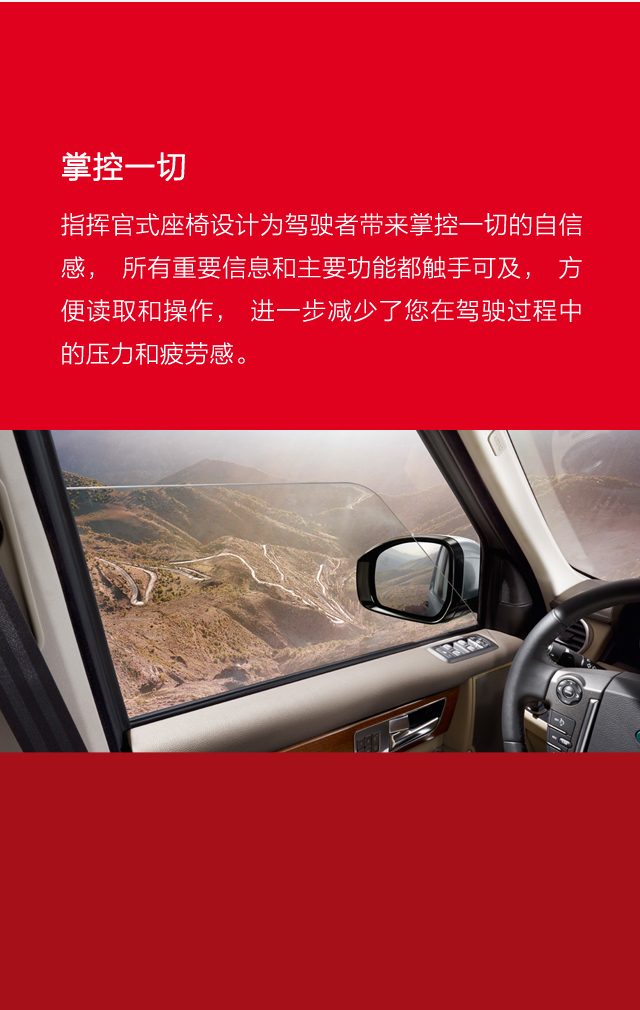 掌控一切
指挥官式座椅设计为驾驶者带来掌控一切的自信
感， 所有重要信息和主要功能都触手可及， 方
便读取和操作， 进一步减少了您在驾驶过程中
的压力和疲劳感。